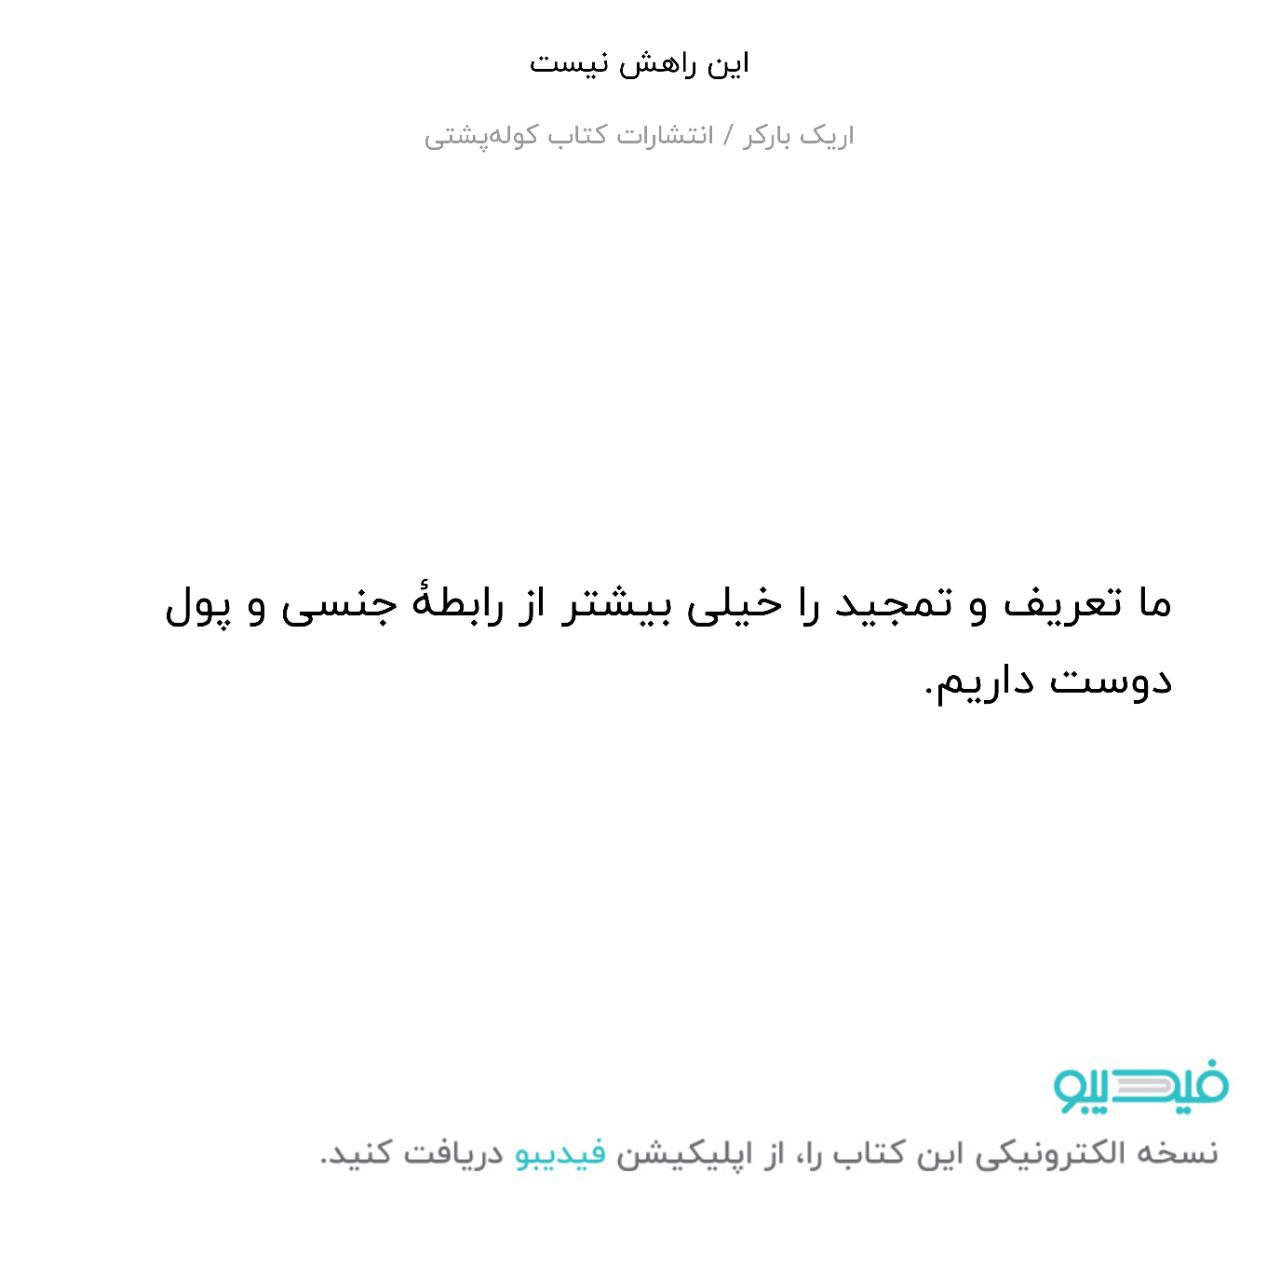 این راهش نیست
اریک بارکر / انتشارات کتاب کوله‌پشتی
ما تعریف و تمجید را خیلی بیشتر از رابطهٔ جنسی و پول
دوست داریم.
فیدیبو
نسخه الکترونیکی این کتاب را، از اپلیکیشن فیدیبو دریافت کنید.